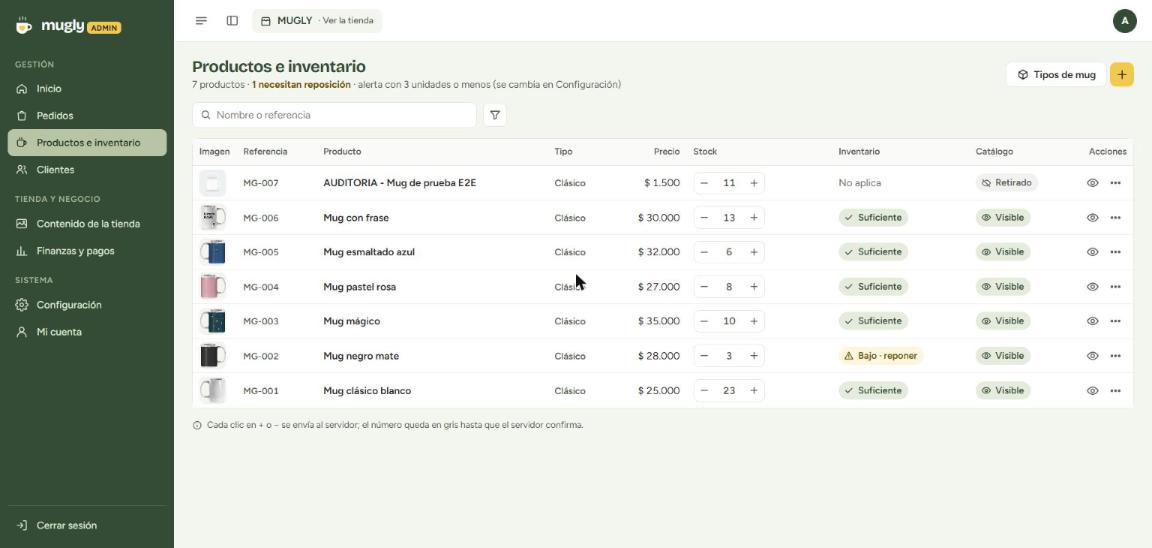 mugly ADMIN
MUGLY · Ver la tienda
A
GESTIÓN
Inicio
Pedidos
Productos e inventario
Clientes
TIENDA Y NEGOCIO
Contenido de la tienda
Finanzas y pagos
SISTEMA
Configuración
Mi cuenta
Cerrar sesión
Productos e inventario
7 productos · 1 necesitan reposición · alerta con 3 unidades o menos (se cambia en Configuración)
Tipos de mug
Nombre o referencia
Imagen Referencia Producto Tipo Precio Stock Inventario Catálogo Acciones
MG-007 AUDITORIA - Mug de prueba E2E Clásico $ 1.500 − 11 + No aplica Retirado
MG-006 Mug con frase Clásico $ 30.000 − 13 + Suficiente Visible
MG-005 Mug esmaltado azul Clásico $ 32.000 − 6 + Suficiente Visible
MG-004 Mug pastel rosa Clásico $ 27.000 − 8 + Suficiente Visible
MG-003 Mug mágico Clásico $ 35.000 − 10 + Suficiente Visible
MG-002 Mug negro mate Clásico $ 28.000 − 3 + Bajo · reponer Visible
MG-001 Mug clásico blanco Clásico $ 25.000 − 23 + Suficiente Visible
Cada clic en + o − se envía al servidor; el número queda en gris hasta que el servidor confirma.